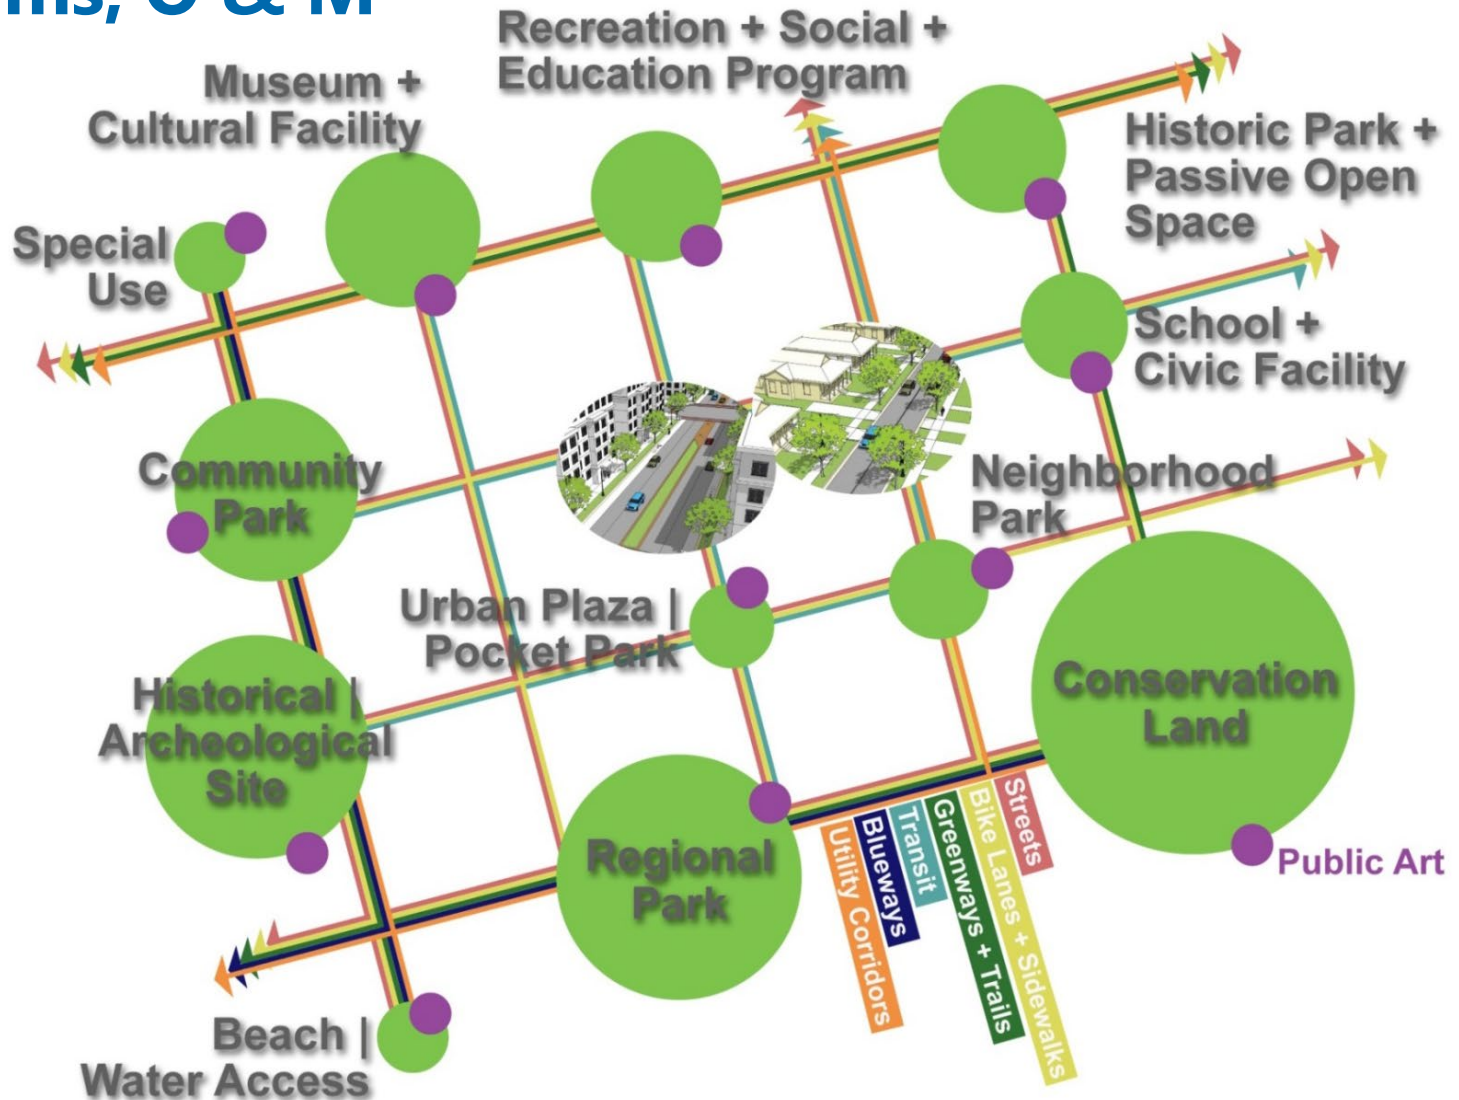 ms, O & M
Recreation + Social +
Education Program
Museum +
Cultural Facility
Historic Park +
Passive Open
Space
Special
Use
School +
Civic Facility
Community
Park
Neighborhood
Park
Urban Plaza |
Pocket Park
Historical |
Archeological
Site
Conservation
Land
Regional
Park
Streets
Bike Lanes + Sidewalks
Greenways + Trails
Transit
Blueways
Utility Corridors
Public Art
Beach |
Water Access